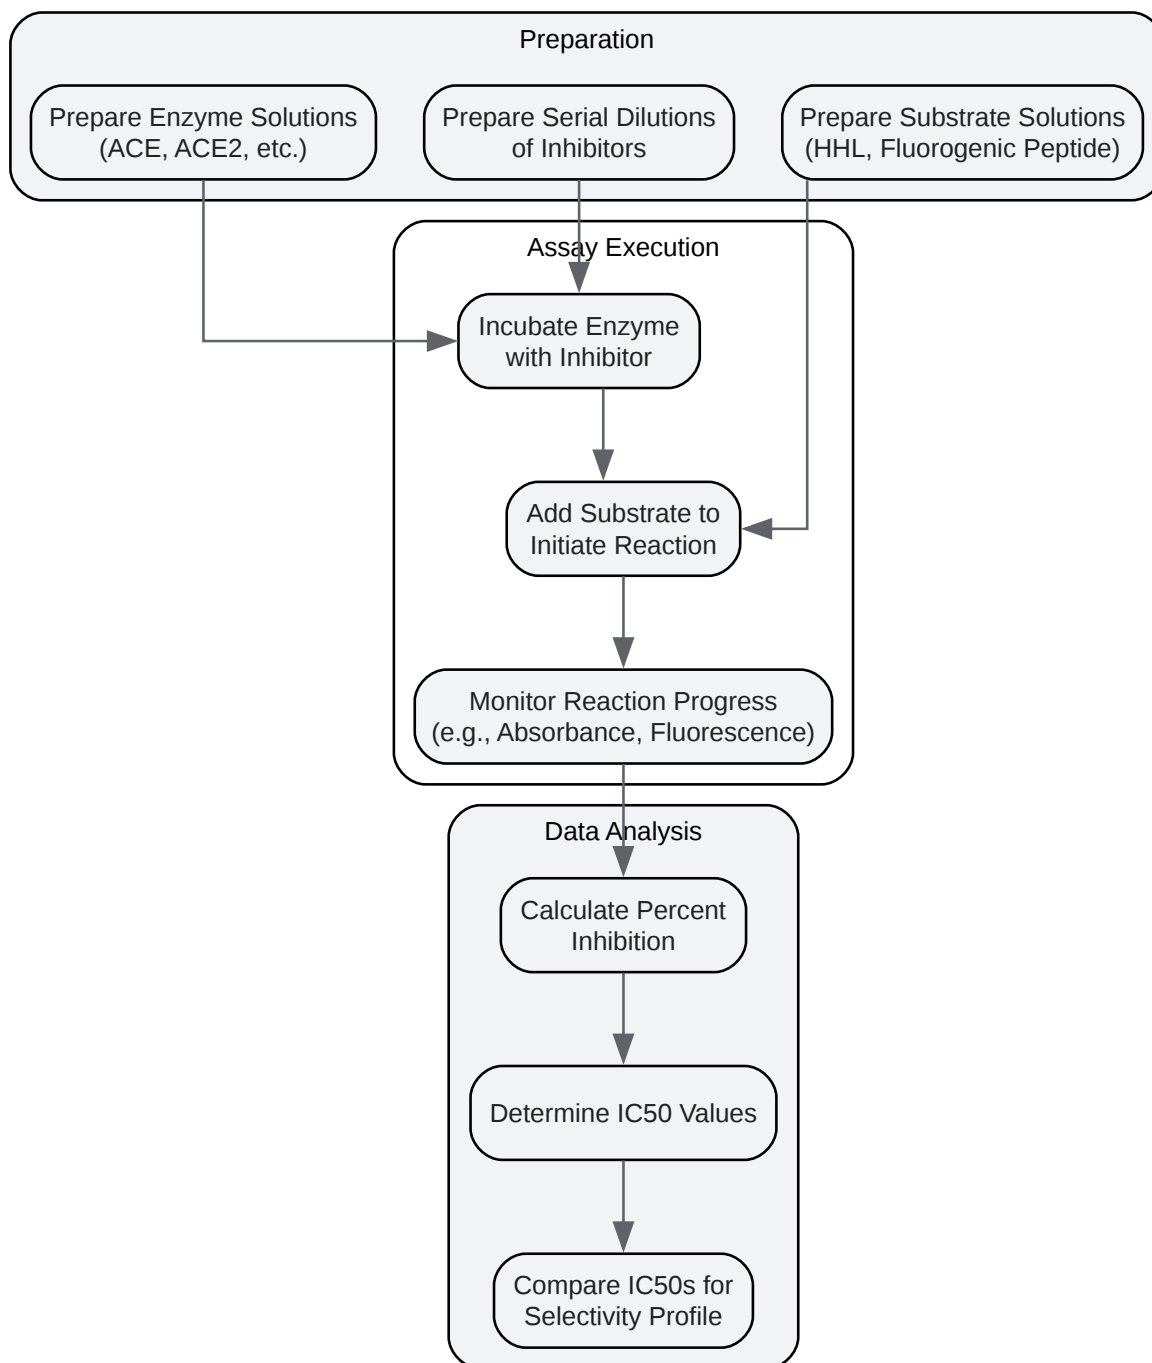 Preparation
Prepare Enzyme Solutions
(ACE, ACE2, etc.)
Prepare Serial Dilutions
of Inhibitors
Prepare Substrate Solutions
(HHL, Fluorogenic Peptide)
Assay Execution
Incubate Enzyme
with Inhibitor
Add Substrate to
Initiate Reaction
Monitor Reaction Progress
(e.g., Absorbance, Fluorescence)
Data Analysis
Calculate Percent
Inhibition
Determine IC50 Values
Compare IC50s for
Selectivity Profile